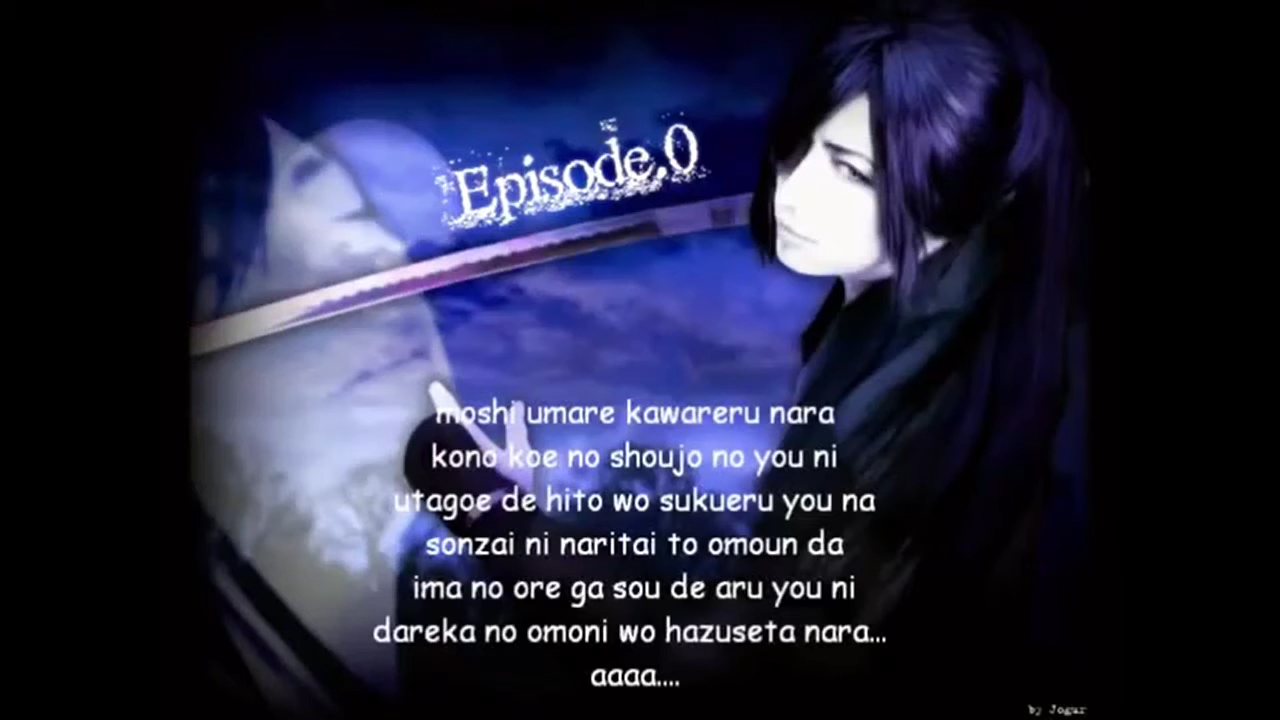 Episode.0
moshi umare kawareru nara
kono koe no shoujo no you ni
utagoe de hito wo sukueru you na
sonzai ni naritai to omoun da
ima no ore ga sou de aru you ni
dareka no omoni wo hazuseta nara...
aaaa....
by Jogur